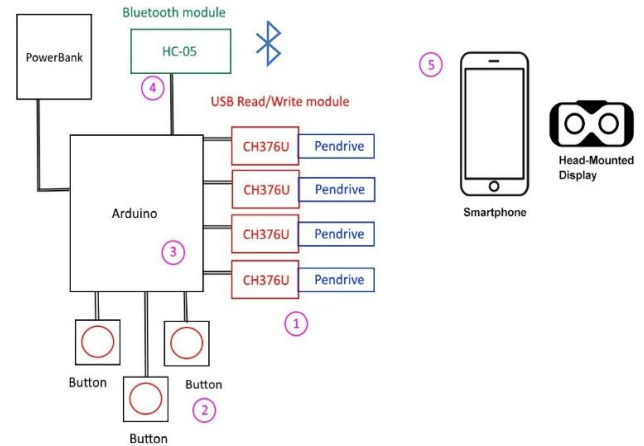 Bluetooth module
PowerBank
HC-05
4
5
USB Read/Write module
CH376U Pendrive
CH376U Pendrive
CH376U Pendrive
CH376U Pendrive
Arduino
3
Head-Mounted
Display
Smartphone
1
Button
Button
2
Button